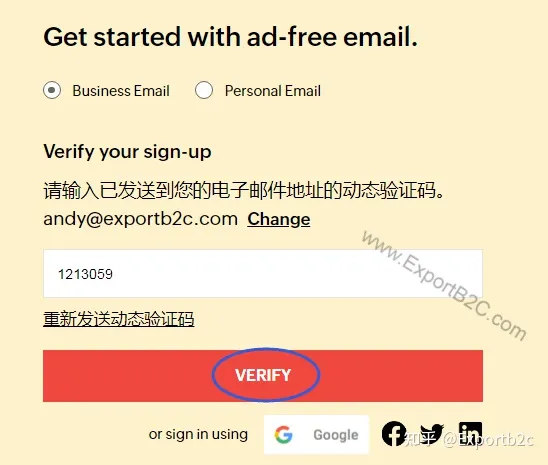 Get started with ad-free email.
Business Email Personal Email
Verify your sign-up
请输入已发送到您的电子邮件地址的动态验证码。
andy@exportb2c.com Change
www.ExportB2C.com
1213059
重新发送动态验证码
VERIFY
or sign in using G Google
知乎 @Exportb2c